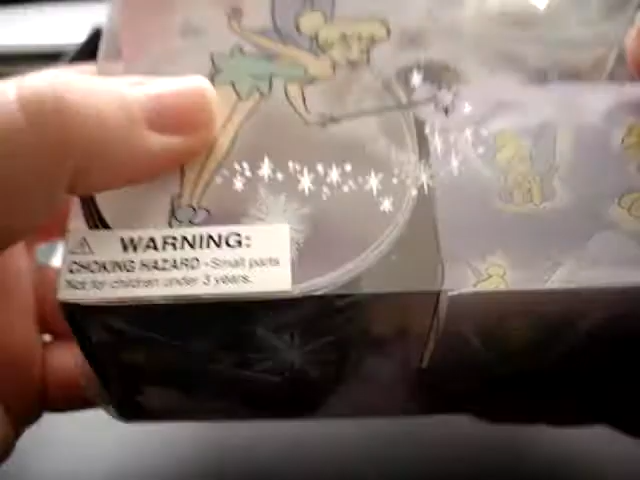 WARNING:
CHOKING HAZARD -Small parts
Not for children under 3 years.